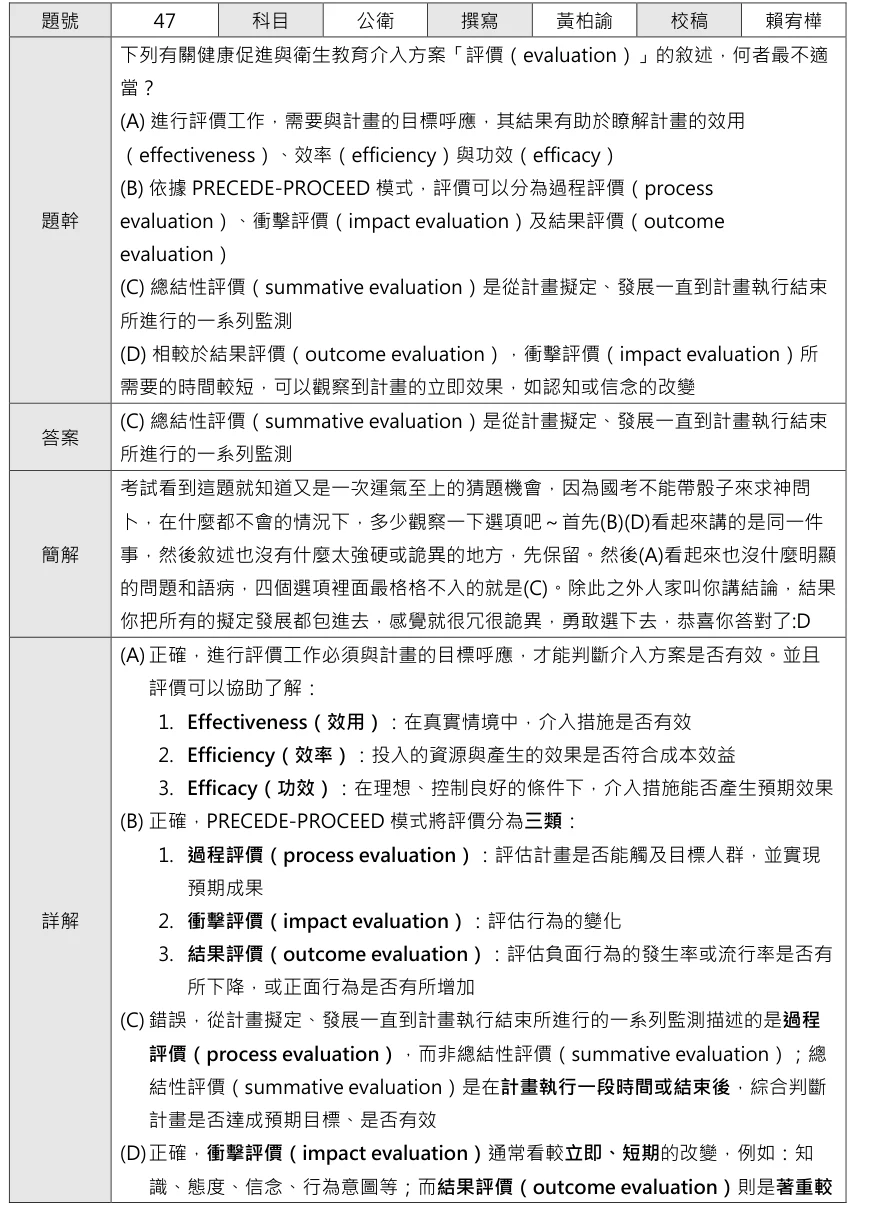 題號 47 科目 公衛 撰寫 黃柏諭 校稿 賴宥樺
題幹
下列有關健康促進與衛生教育介入方案「評價（evaluation）」的敘述，何者最不適
當？
(A) 進行評價工作，需要與計畫的目標呼應，其結果有助於瞭解計畫的效用
（effectiveness）、效率（efficiency）與功效（efficacy）
(B) 依據 PRECEDE-PROCEED 模式，評價可以分為過程評價（process
evaluation）、衝擊評價（impact evaluation）及結果評價（outcome
evaluation）
(C) 總結性評價（summative evaluation）是從計畫擬定、發展一直到計畫執行結束
所進行的一系列監測
(D) 相較於結果評價（outcome evaluation），衝擊評價（impact evaluation）所
需要的時間較短，可以觀察到計畫的立即效果，如認知或信念的改變
答案
(C) 總結性評價（summative evaluation）是從計畫擬定、發展一直到計畫執行結束
所進行的一系列監測
簡解
考試看到這題就知道又是一次運氣至上的猜題機會，因為國考不能帶骰子來求神問
卜，在什麼都不會的情況下，多少觀察一下選項吧～首先(B)(D)看起來講的是同一件
事，然後敘述也沒有什麼太強硬或詭異的地方，先保留。然後(A)看起來也沒什麼明顯
的問題和語病，四個選項裡面最格格不入的就是(C)。除此之外人家叫你講結論，結果
你把所有的擬定發展都包進去，感覺就很冗很詭異，勇敢選下去，恭喜你答對了:D
詳解
(A) 正確，進行評價工作必須與計畫的目標呼應，才能判斷介入方案是否有效。並且
評價可以協助了解：
1. Effectiveness（效用）：在真實情境中，介入措施是否有效
2. Efficiency（效率）：投入的資源與產生的效果是否符合成本效益
3. Efficacy（功效）：在理想、控制良好的條件下，介入措施能否產生預期效果
(B) 正確，PRECEDE-PROCEED 模式將評價分為三類：
1. 過程評價（process evaluation）：評估計畫是否能觸及目標人群，並實現
預期成果
2. 衝擊評價（impact evaluation）：評估行為的變化
3. 結果評價（outcome evaluation）：評估負面行為的發生率或流行率是否有
所下降，或正面行為是否有所增加
(C) 錯誤，從計畫擬定、發展一直到計畫執行結束所進行的一系列監測描述的是過程
評價（process evaluation），而非總結性評價（summative evaluation）；總
結性評價（summative evaluation）是在計畫執行一段時間或結束後，綜合判斷
計畫是否達成預期目標、是否有效
(D) 正確，衝擊評價（impact evaluation）通常看較立即、短期的改變，例如：知
識、態度、信念、行為意圖等；而結果評價（outcome evaluation）則是著重較